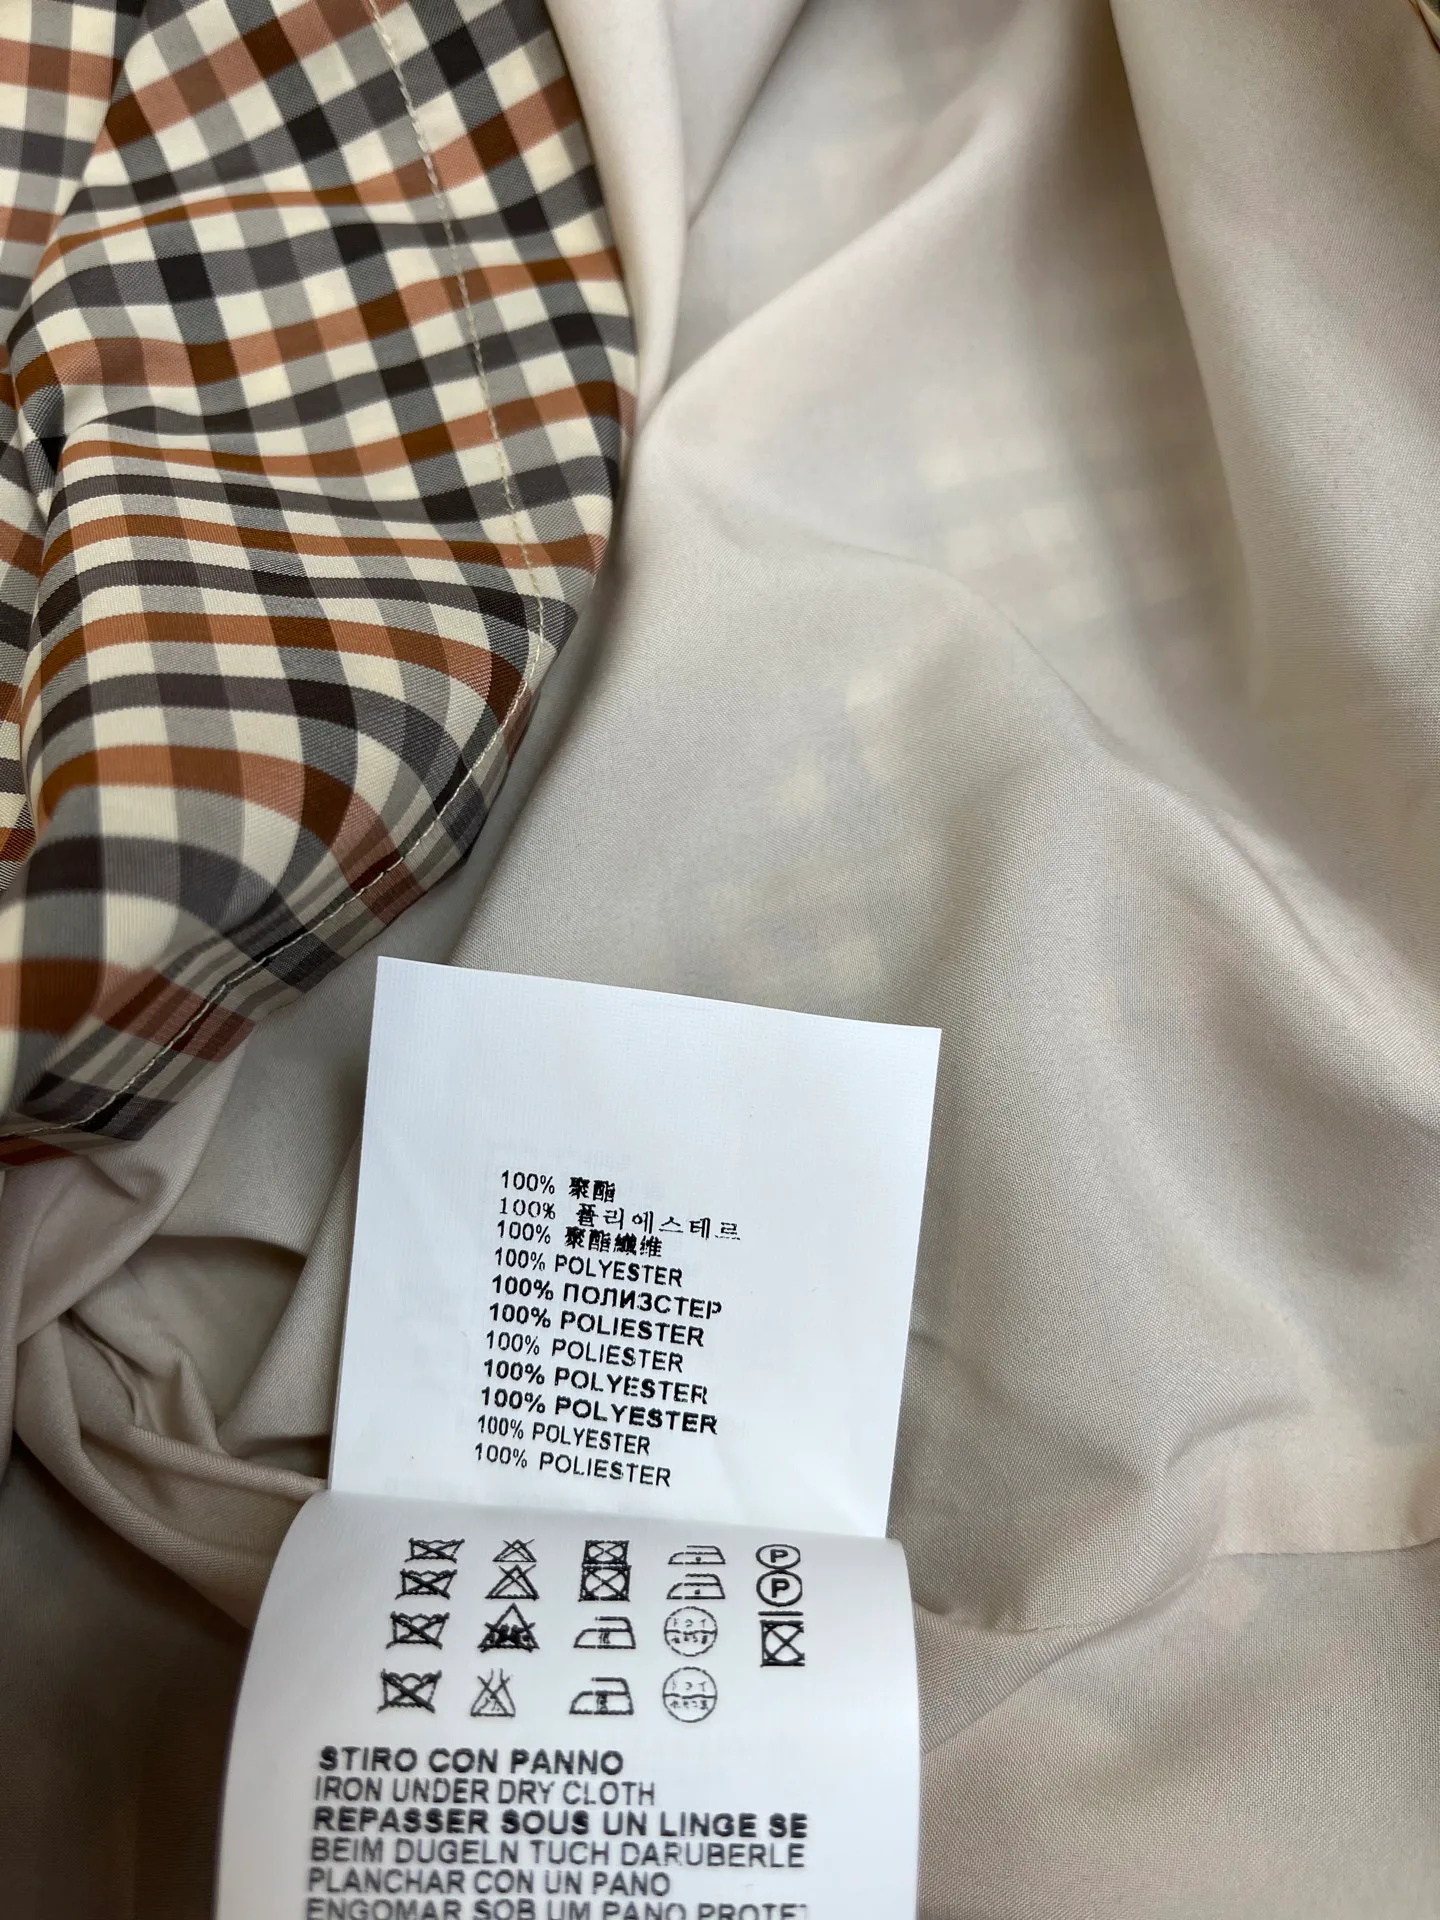 100% 聚酯
100% 폴리에스테르
100% 聚酯纖维
100% POLYESTER
100% ПОЛИЗСТЕР
100% POLIESTER
100% POLIESTER
100% POLYESTER
100% POLYESTER
100% POLYESTER
100% POLIESTER
P
P
STIRO CON PANNO
IRON UNDER DRY CLOTH
REPASSER SOUS UN LINGE SE
BEIM DUGELN TUCH DARUBERLE
PLANCHAR CON UN PANO
ENGOMAR SOB UM PANO PROTE